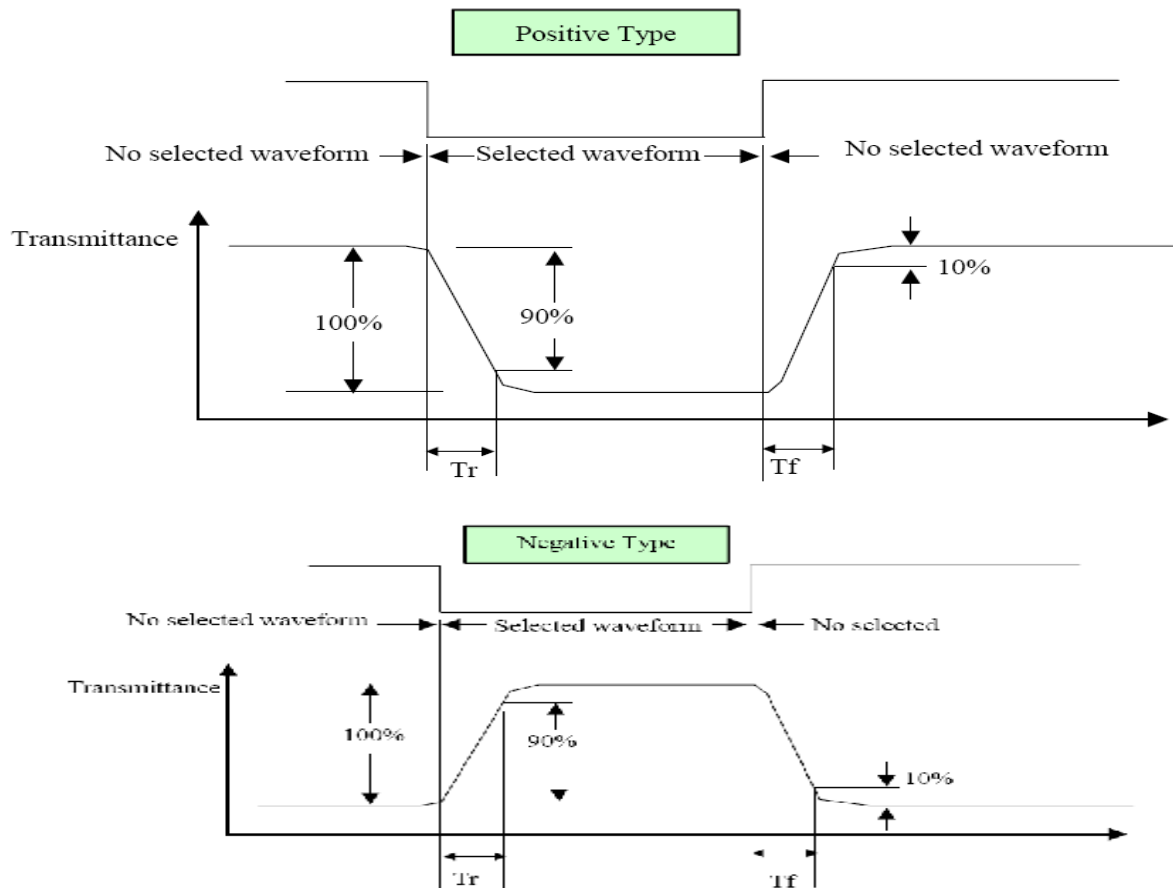 Positive Type
No selected waveform
Selected waveform
No selected waveform
Transmittance
100%
90%
10%
Tr
Tf
Negative Type
No selected waveform
Selected waveform
No selected
Transmittance
100%
90%
10%
Tr
Tf